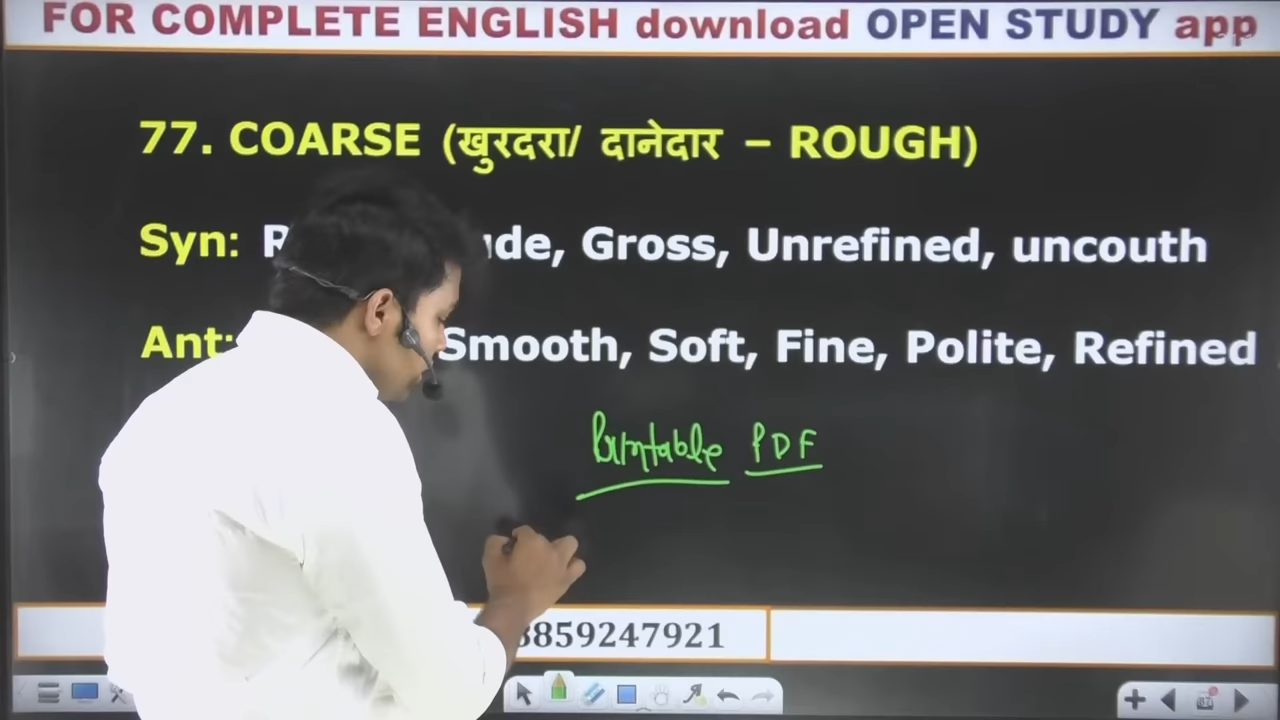 FOR COMPLETE ENGLISH download OPEN STUDY app
77. COARSE (खुरदरा/ दानेदार – ROUGH)
Syn: Gross, Unrefined, uncouth
Ant: Smooth, Soft, Fine, Polite, Refined
Printable PDF
8859247921